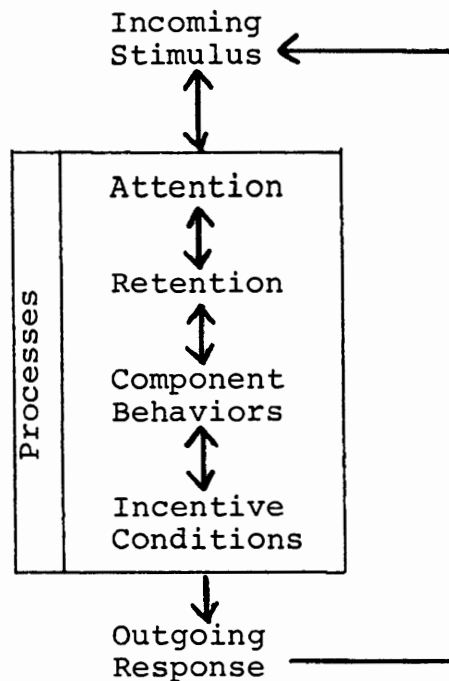 Incoming
Stimulus
Attention
Retention
Processes
Component
Behaviors
Incentive
Conditions
Outgoing
Response